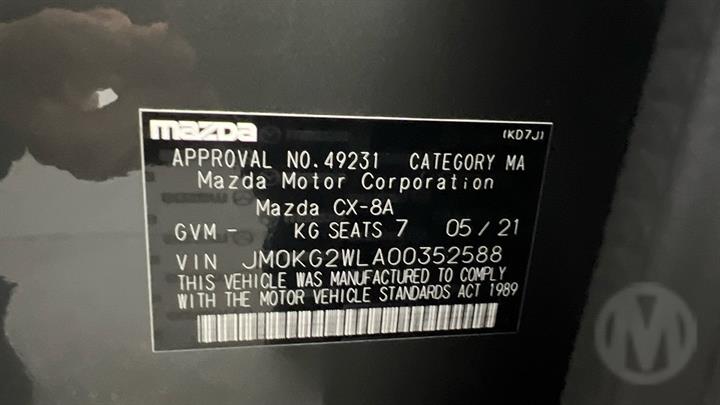 mazda (KD7J)
APPROVAL NO.49231 CATEGORY MA
Mazda Motor Corporation
Mazda CX-8A
GVM - KG SEATS 7 05/21
VIN JM0KG2WLA00352588
THIS VEHICLE WAS MANUFACTURED TO COMPLY
WITH THE MOTOR VEHICLE STANDARDS ACT 1989
M